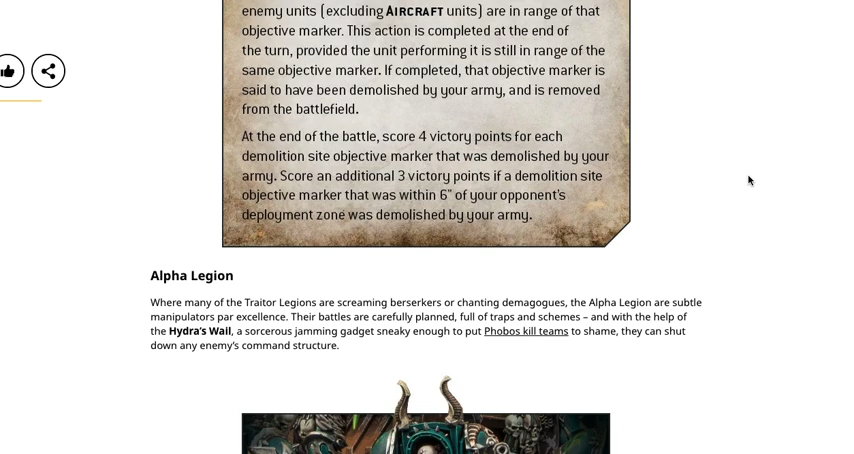 enemy units (excluding AIRCRAFT units) are in range of that
objective marker. This action is completed at the end of
the turn, provided the unit performing it is still in range of the
same objective marker. If completed, that objective marker is
said to have been demolished by your army, and is removed
from the battlefield.
At the end of the battle, score 4 victory points for each
demolition site objective marker that was demolished by your
army. Score an additional 3 victory points if a demolition site
objective marker that was within 6" of your opponent's
deployment zone was demolished by your army.
Alpha Legion
Where many of the Traitor Legions are screaming berserkers or chanting demagogues, the Alpha Legion are subtle
manipulators par excellence. Their battles are carefully planned, full of traps and schemes – and with the help of
the Hydra's Wail, a sorcerous jamming gadget sneaky enough to put Phobos kill teams to shame, they can shut
down any enemy's command structure.